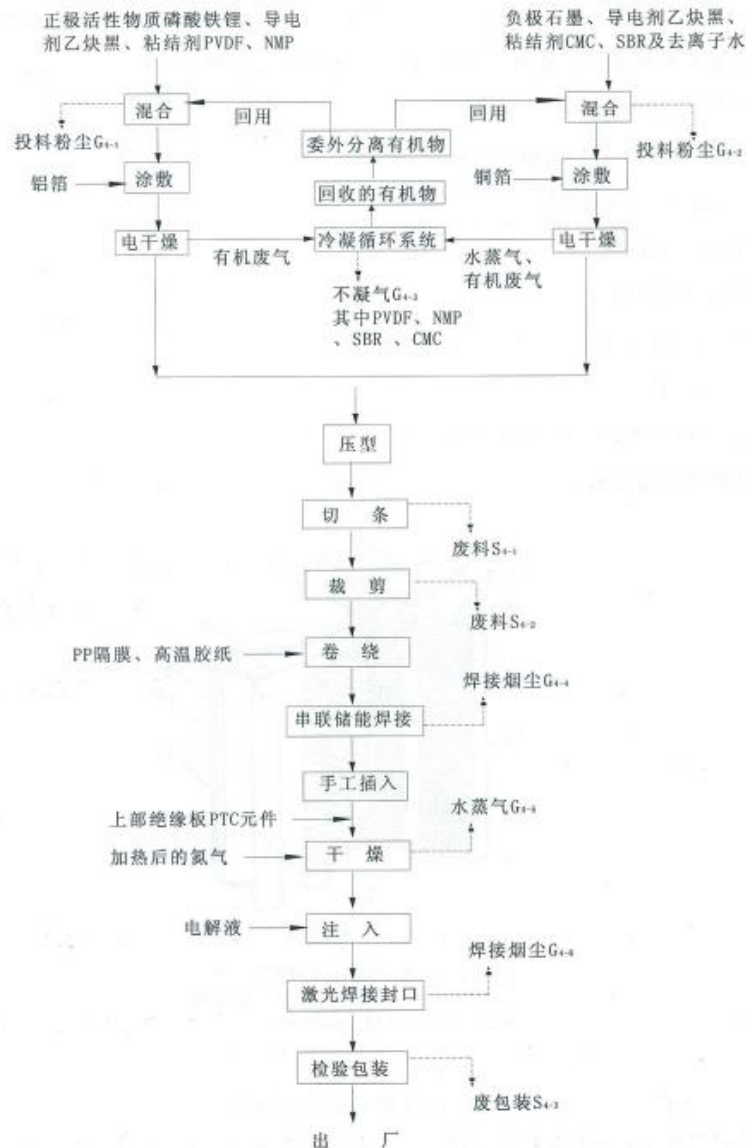 正极活性物质磷酸铁锂、导电
剂乙炔黑、粘结剂PVDF、NMP
负极石墨、导电剂乙炔黑、
粘结剂CMC、SBR及去离子水
混合
回用
回用
混合
投料粉尘G₄₋₁
委外分离有机物
投料粉尘G₄₋₂
铝箔
涂敷
回收的有机物
铜箔
涂敷
电干燥
有机废气
冷凝循环系统
水蒸气、
有机废气
电干燥
不凝气G₄₋₃
其中PVDF、NMP
、SBR 、CMC
压型
切 条
废料S₄₋₁
裁 剪
废料S₄₋₂
PP隔膜、高温胶纸
卷 绕
焊接烟尘G₄₋₄
串联储能焊接
手工插入
上部绝缘板PTC元件
水蒸气G₄₋₄
加热后的氮气
干 燥
电解液
注 入
焊接烟尘G₄₋₆
激光焊接封口
检验包装
废包装S₄₋₃
出 厂